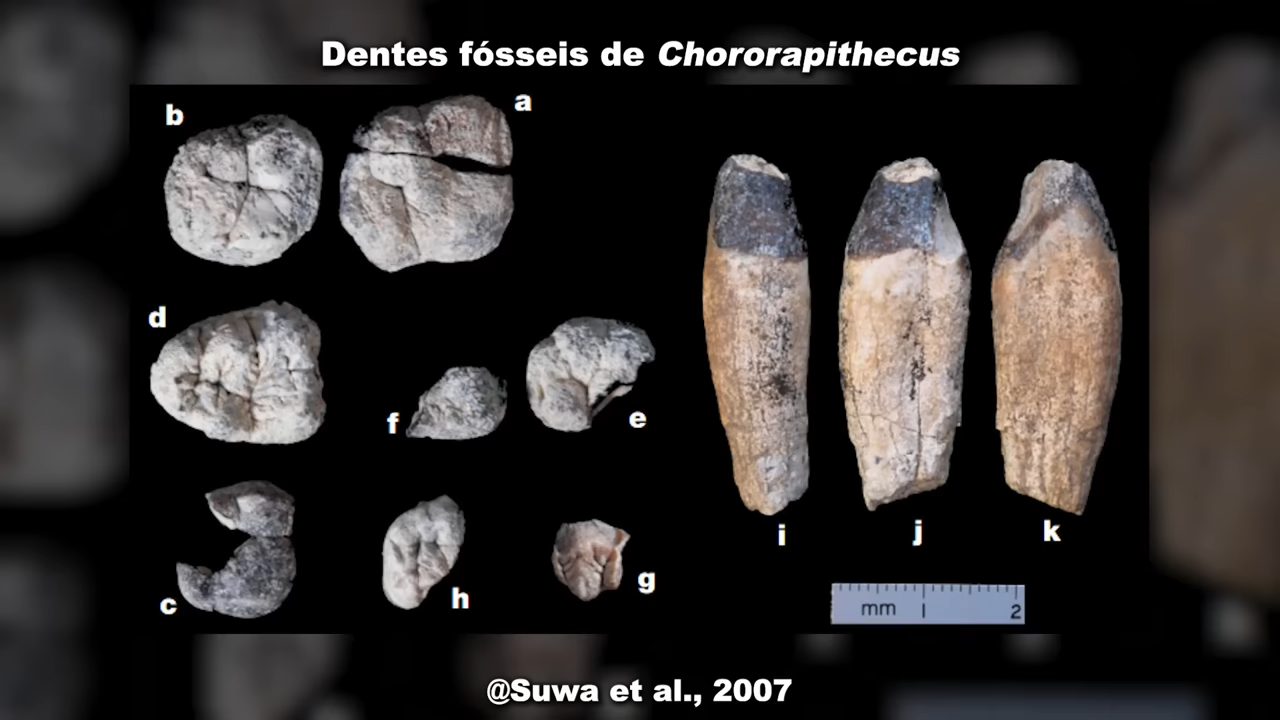 Dentes fósseis de Chororapithecus
b
a
d
f
e
c
h
g
i
j
k
mm 1 2
@Suwa et al., 2007